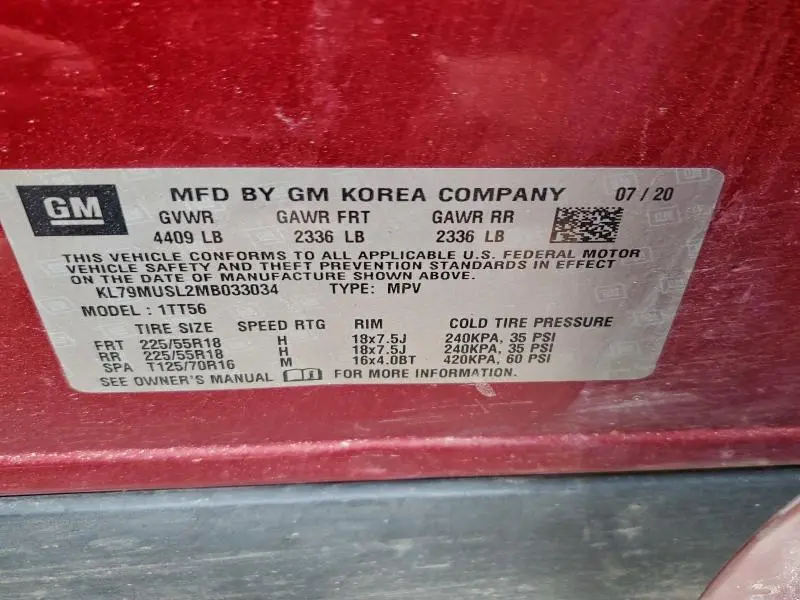 GM MFD BY GM KOREA COMPANY 07 / 20
GVWR GAWR FRT GAWR RR
4409 LB 2336 LB 2336 LB
THIS VEHICLE CONFORMS TO ALL APPLICABLE U.S. FEDERAL MOTOR
VEHICLE SAFETY AND THEFT PREVENTION STANDARDS IN EFFECT
ON THE DATE OF MANUFACTURE SHOWN ABOVE.
KL79MUSL2MB033034 TYPE: MPV
MODEL : 1TT56
TIRE SIZE SPEED RTG RIM COLD TIRE PRESSURE
FRT 225/55R18 H 18x7.5J 240KPA, 35 PSI
RR 225/55R18 H 18x7.5J 240KPA, 35 PSI
SPA T125/70R16 M 16x4.0BT 420KPA, 60 PSI
SEE OWNER'S MANUAL FOR MORE INFORMATION.